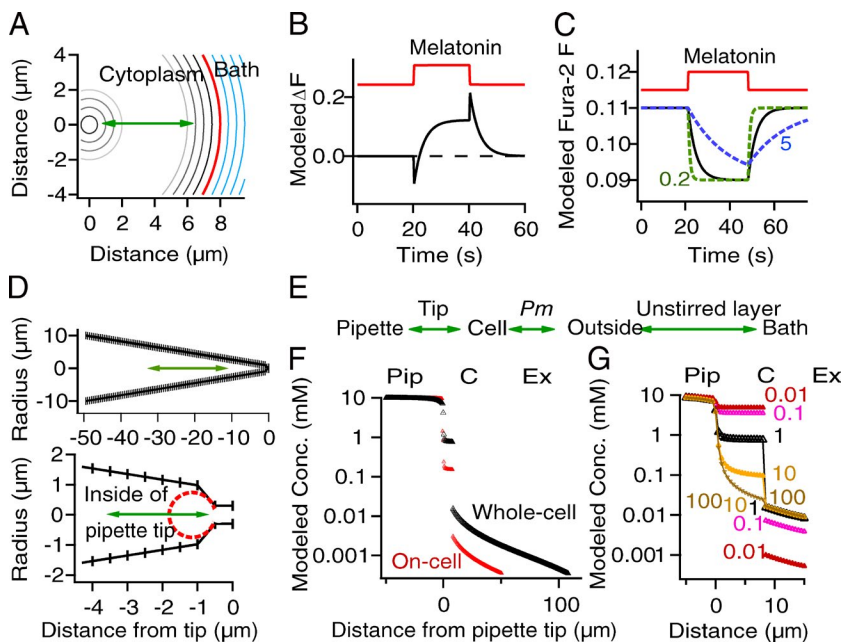 A
Cytoplasm Bath
Distance (µm)
4
2
0
-2
-4
0 2 4 6 8
Distance (µm)
B
Melatonin
Modeled ΔF
0.2
0.0
0 20 40 60
Time (s)
C
Melatonin
Modeled Fura-2 F
0.12
0.11
0.10
0.09
5
0.2
0 20 40 60
Time (s)
D
Radius (µm)
10
0
-10
-50 -40 -30 -20 -10 0
Radius (µm)
2
1
0
-1
-2
Inside of
pipette tip
-4 -3 -2 -1 0
Distance from tip (µm)
E
Tip Pm Unstirred layer
Pipette Cell Outside Bath
F
Pip C Ex
Modeled Conc. (mM)
10
1
0.1
0.01
0.001
Whole-cell
On-cell
0 50 100
Distance from pipette tip (µm)
G
Pip C Ex
Modeled Conc. (mM)
10
1
0.1
0.01
0.001
0.01
0.1
1
10
100 10 1 100
0.1
0.01
0 10
Distance (µm)